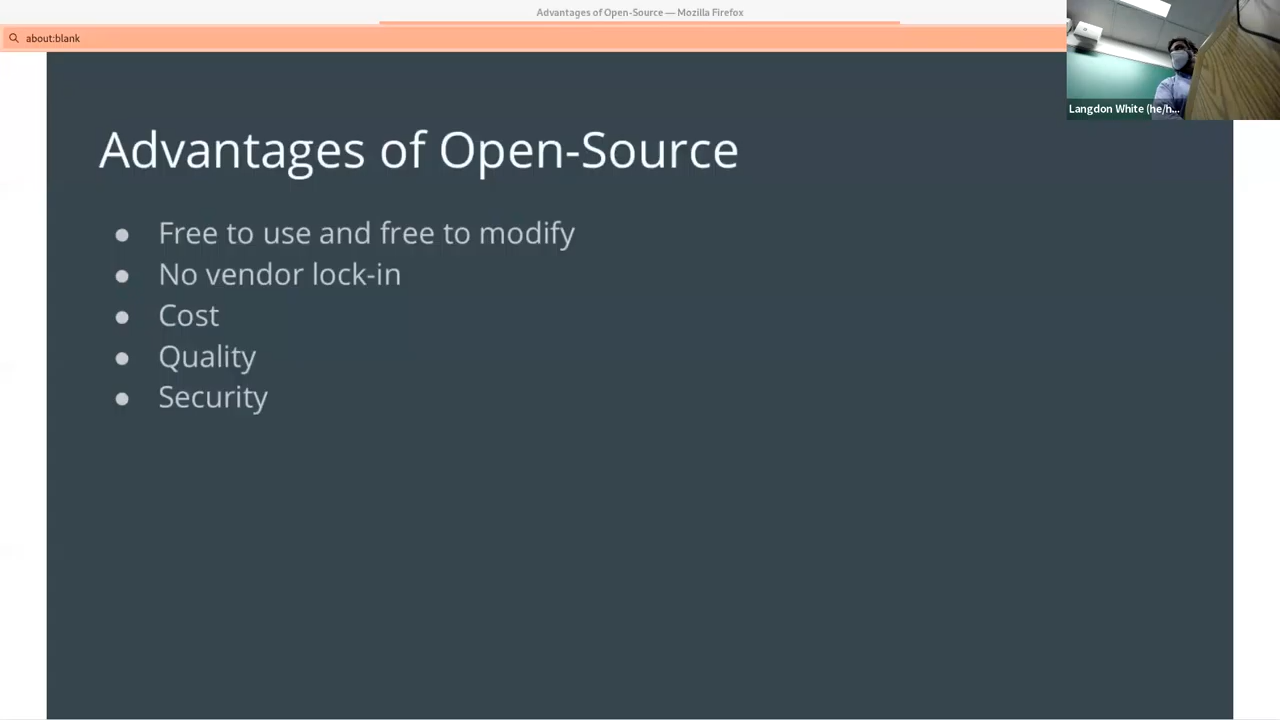 Advantages of Open-Source — Mozilla Firefox
about:blank
Langdon White (he/h...
Advantages of Open-Source
● Free to use and free to modify
● No vendor lock-in
● Cost
● Quality
● Security